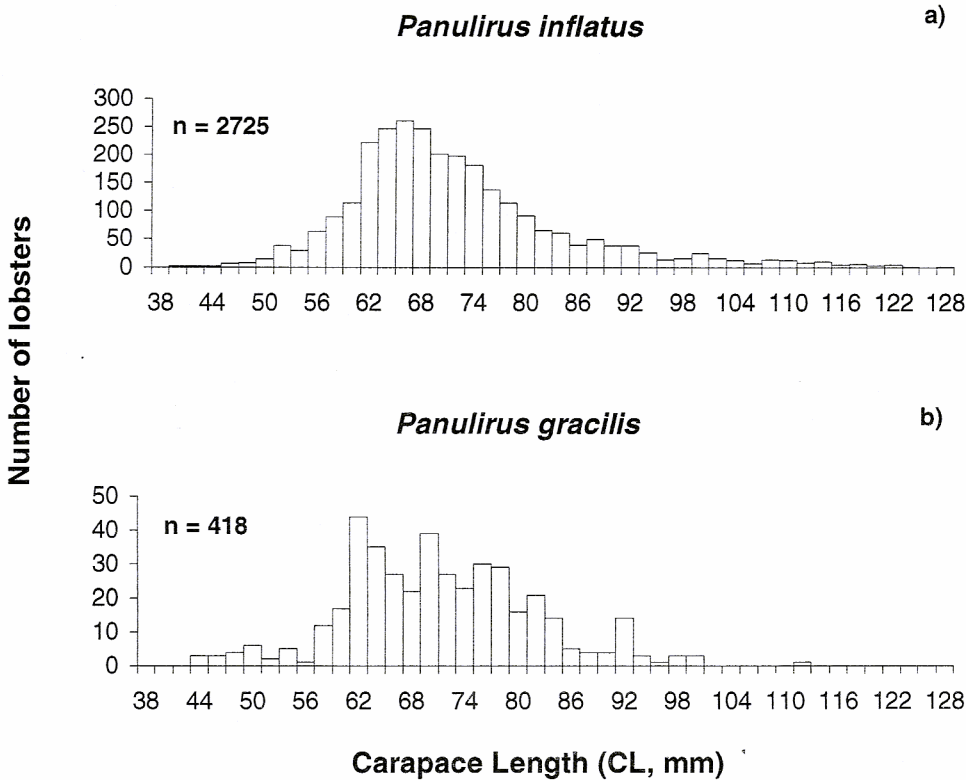 Panulirus inflatus
a)
300
250
200
150
100
50
0
n = 2725
38 44 50 56 62 68 74 80 86 92 98 104 110 116 122 128
Number of lobsters
Panulirus gracilis
b)
50
40
30
20
10
0
n = 418
38 44 50 56 62 68 74 80 86 92 98 104 110 116 122 128
Carapace Length (CL, mm)